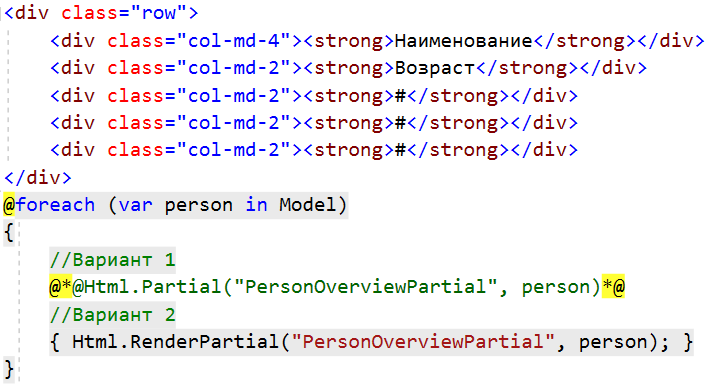 <div class="row">
    <div class="col-md-4"><strong>Наименование</strong></div>
    <div class="col-md-2"><strong>Возраст</strong></div>
    <div class="col-md-2"><strong>#</strong></div>
    <div class="col-md-2"><strong>#</strong></div>
    <div class="col-md-2"><strong>#</strong></div>
</div>
@foreach (var person in Model)
{
    //Вариант 1
    @*@Html.Partial("PersonOverviewPartial", person)*@
    //Вариант 2
    { Html.RenderPartial("PersonOverviewPartial", person); }
}